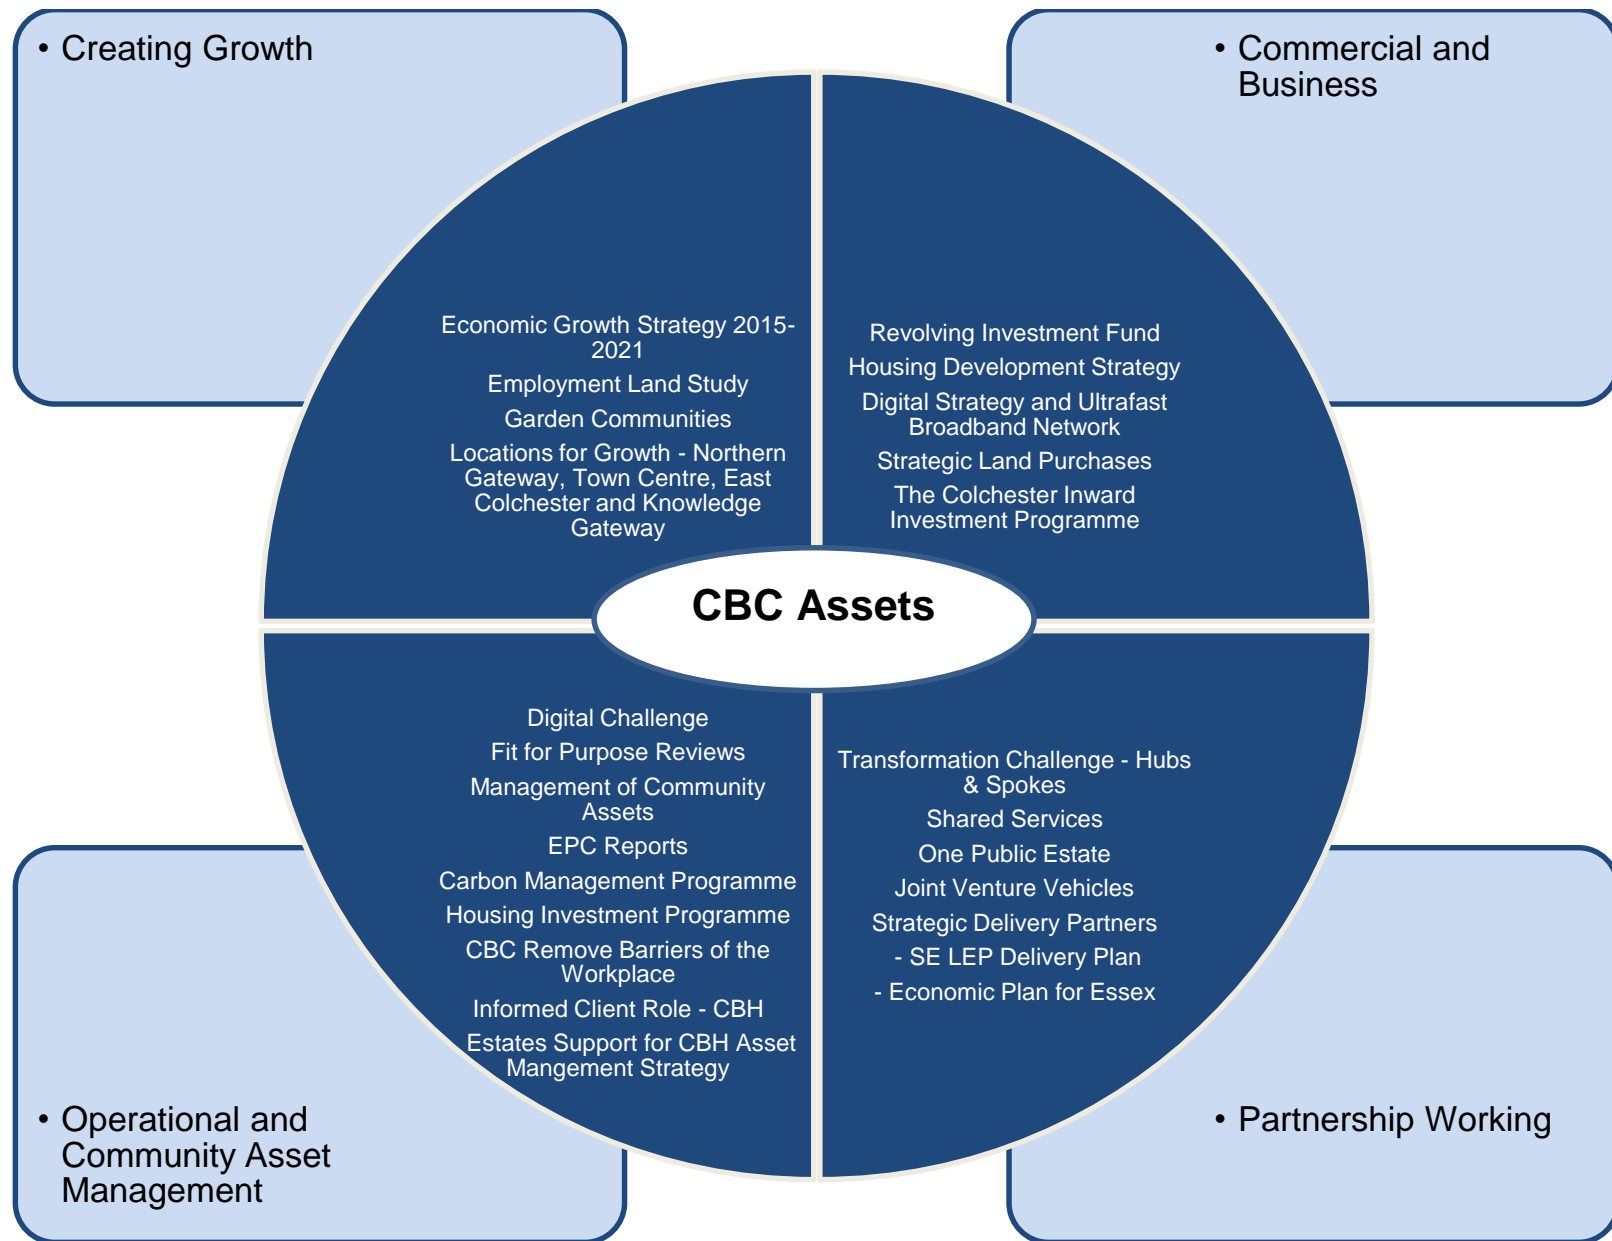 • Creating Growth
• Commercial and
Business
Economic Growth Strategy 2015-
2021
Employment Land Study
Garden Communities
Locations for Growth - Northern
Gateway, Town Centre, East
Colchester and Knowledge
Gateway
Revolving Investment Fund
Housing Development Strategy
Digital Strategy and Ultrafast
Broadband Network
Strategic Land Purchases
The Colchester Inward
Investment Programme
CBC Assets
Digital Challenge
Fit for Purpose Reviews
Management of Community
Assets
EPC Reports
Carbon Management Programme
Housing Investment Programme
CBC Remove Barriers of the
Workplace
Informed Client Role - CBH
Estates Support for CBH Asset
Mangement Strategy
Transformation Challenge - Hubs
& Spokes
Shared Services
One Public Estate
Joint Venture Vehicles
Strategic Delivery Partners
- SE LEP Delivery Plan
- Economic Plan for Essex
• Operational and
Community Asset
Management
• Partnership Working